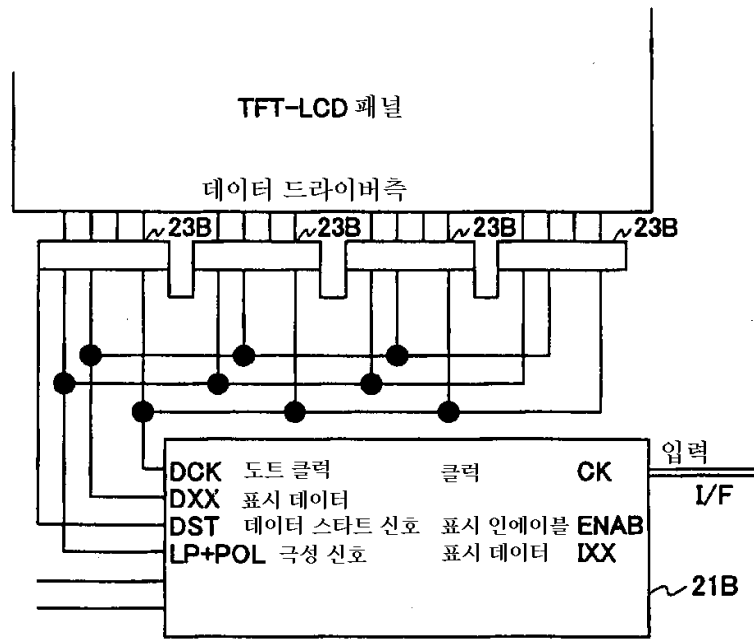 TFT-LCD 패널
데이터 드라이버측
23B 23B 23B 23B
입력
DCK 도트 클럭 클럭 CK
I/F
DXX 표시 데이터
DST 데이터 스타트 신호 표시 인에이블 ENAB
LP+POL 극성 신호 표시 데이터 IXX
21B